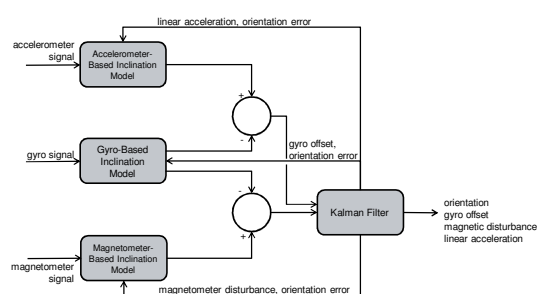 linear acceleration, orientation error
accelerometer
signal
Accelerometer-
Based Inclination
Model
+
-
gyro signal
Gyro-Based
Inclination
Model
gyro offset,
orientation error
-
+
Kalman Filter
orientation
gyro offset
magnetic disturbance
linear acceleration
Magnetometer-
Based Inclination
Model
magnetometer
signal
magnetometer disturbance, orientation error